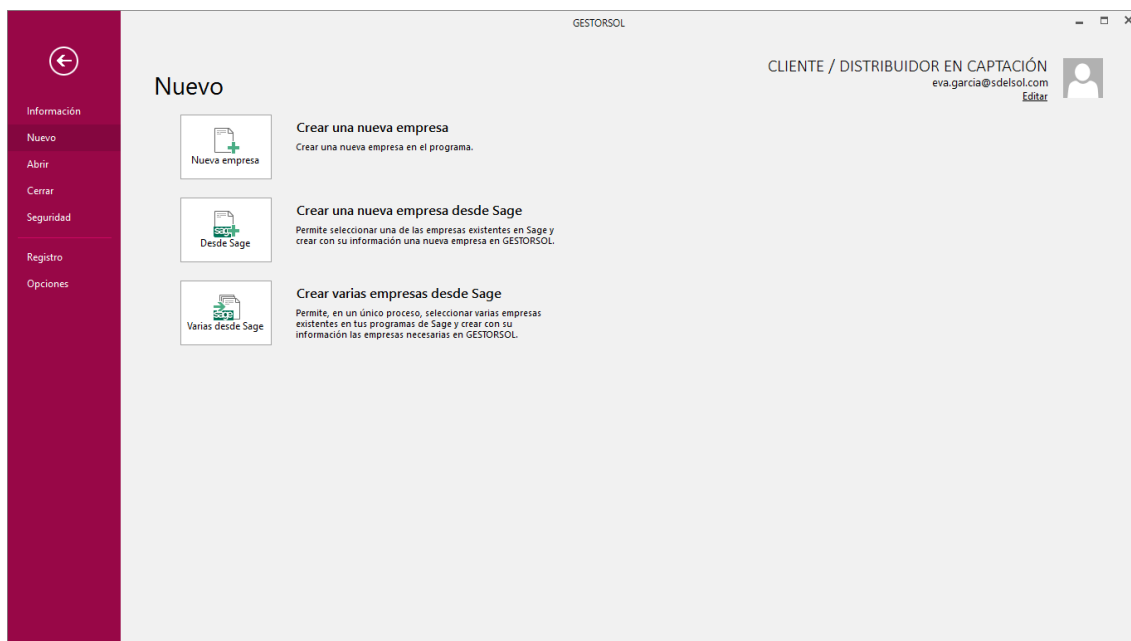 GESTORSOL
CLIENTE / DISTRIBUIDOR EN CAPTACIÓN
eva.garcia@sdelsol.com
Editar
Información
Nuevo
Abrir
Cerrar
Seguridad
Registro
Opciones
Nuevo
Nueva empresa
Crear una nueva empresa
Crear una nueva empresa en el programa.
sage
Desde Sage
Crear una nueva empresa desde Sage
Permite seleccionar una de las empresas existentes en Sage y
crear con su información una nueva empresa en GESTORSOL.
sage
Varias desde Sage
Crear varias empresas desde Sage
Permite, en un único proceso, seleccionar varias empresas
existentes en tus programas de Sage y crear con su
información las empresas necesarias en GESTORSOL.